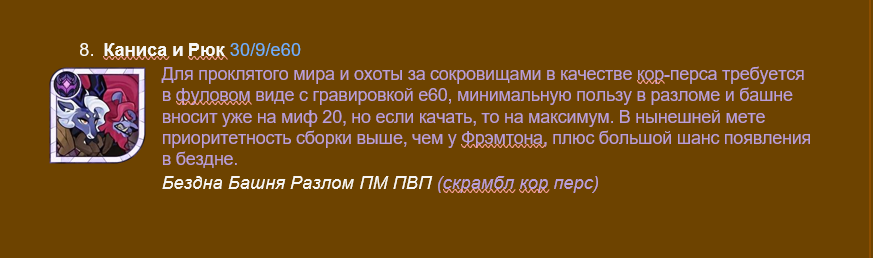 8. Каниса и Рюк 30/9/е60
Для проклятого мира и охоты за сокровищами в качестве кор-перса требуется
в фуловом виде с гравировкой е60, минимальную пользу в разломе и башне
вносит уже на миф 20, но если качать, то на максимум. В нынешней мете
приоритетность сборки выше, чем у Фрэмтона, плюс большой шанс появления
в бездне.
Бездна Башня Разлом ПМ ПВП (скрамбл кор перс)